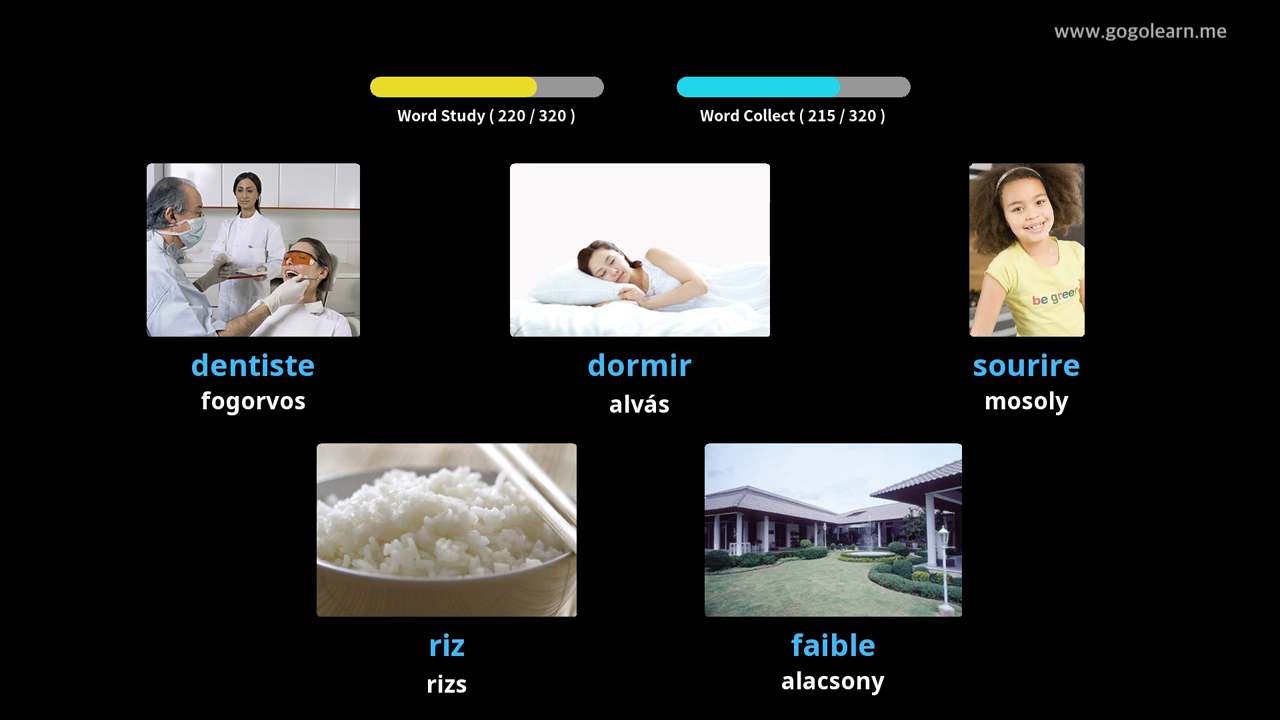 www.gogolearn.me
Word Study ( 220 / 320 )
Word Collect ( 215 / 320 )
be green
dentiste
dormir
sourire
fogorvos
alvás
mosoly
riz
faible
rizs
alacsony